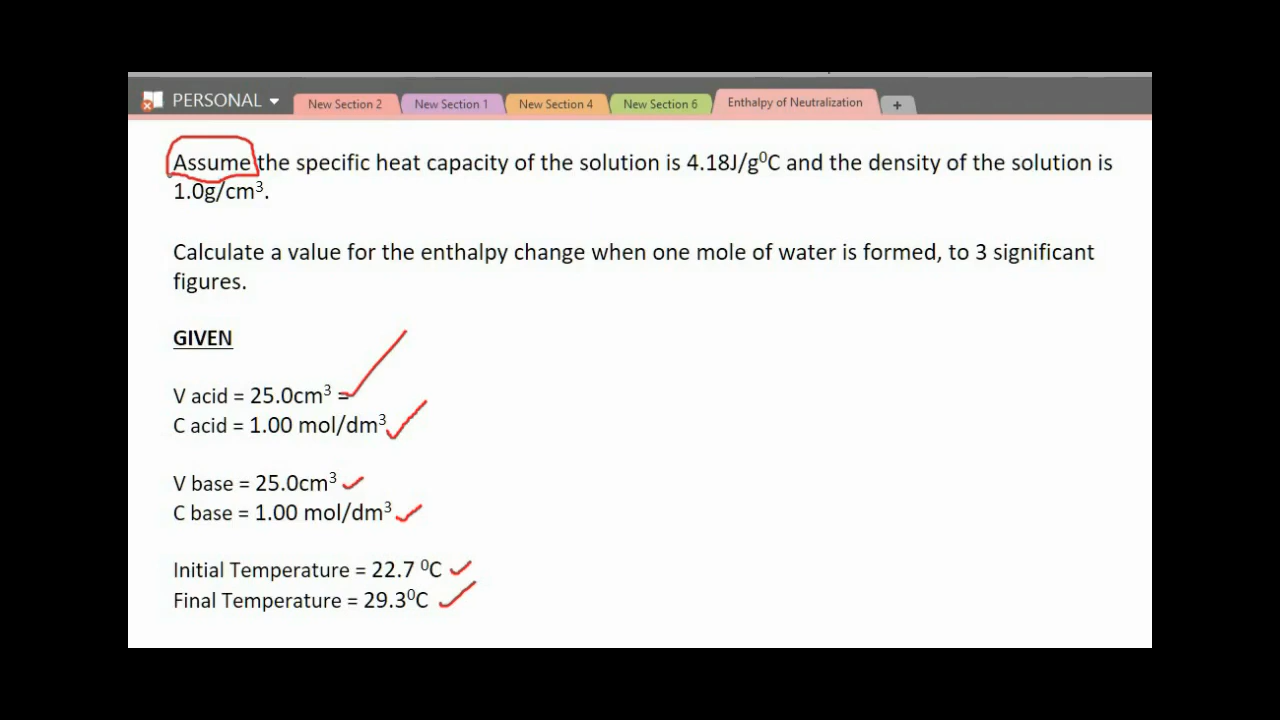 PERSONAL
New Section 2
New Section 1
New Section 4
New Section 6
Enthalpy of Neutralization
+
Assume the specific heat capacity of the solution is 4.18J/g⁰C and the density of the solution is
1.0g/cm³.
Calculate a value for the enthalpy change when one mole of water is formed, to 3 significant
figures.
GIVEN
V acid = 25.0cm³ =
C acid = 1.00 mol/dm³
V base = 25.0cm³
C base = 1.00 mol/dm³
Initial Temperature = 22.7 ⁰C
Final Temperature = 29.3⁰C